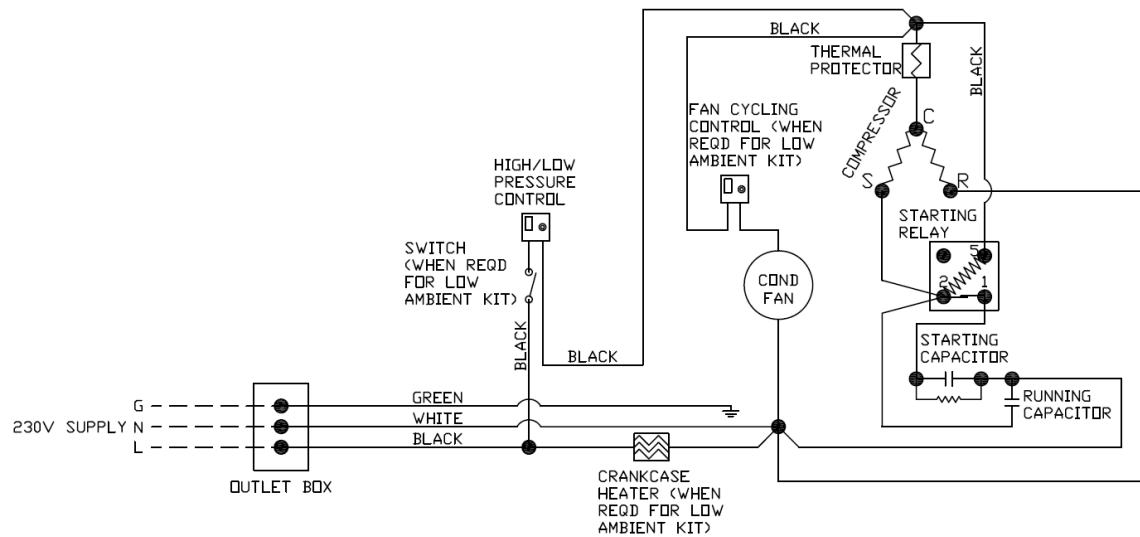 BLACK
THERMAL
PROTECTOR
BLACK
FAN CYCLING
CONTROL (WHEN
REQD FOR LOW
AMBIENT KIT)
COMPRESSOR
C
S
R
HIGH/LOW
PRESSURE
CONTROL
STARTING
RELAY
SWITCH
(WHEN REQD
FOR LOW
AMBIENT KIT)
5
2
1
COND
FAN
BLACK
BLACK
STARTING
CAPACITOR
RUNNING
CAPACITOR
G
GREEN
230V SUPPLY N
WHITE
L
BLACK
OUTLET BOX
CRANKCASE
HEATER (WHEN
REQD FOR LOW
AMBIENT KIT)